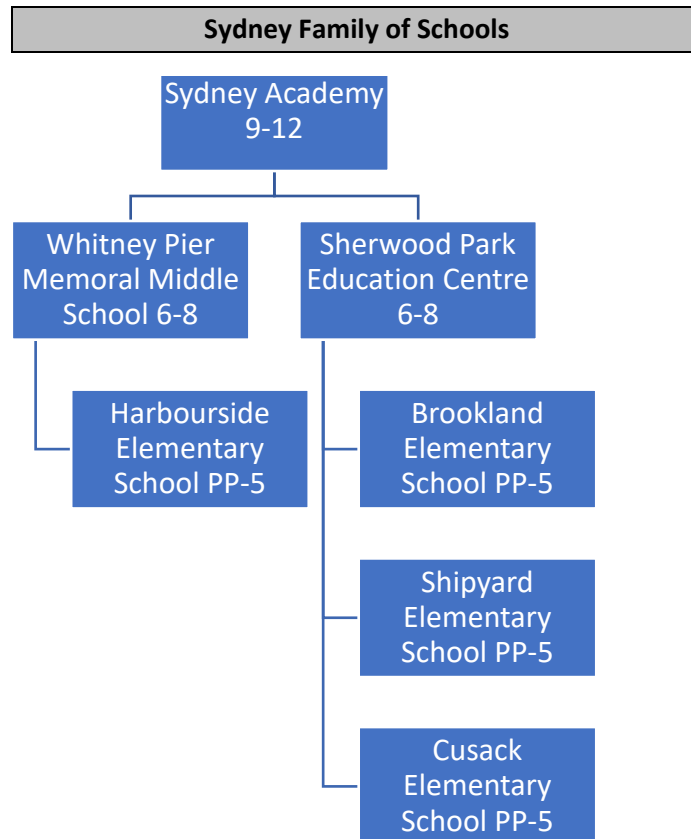 Sydney Family of Schools
Sydney Academy
9-12
Whitney Pier
Memoral Middle
School 6-8
Sherwood Park
Education Centre
6-8
Harbourside
Elementary
School PP-5
Brookland
Elementary
School PP-5
Shipyard
Elementary
School PP-5
Cusack
Elementary
School PP-5